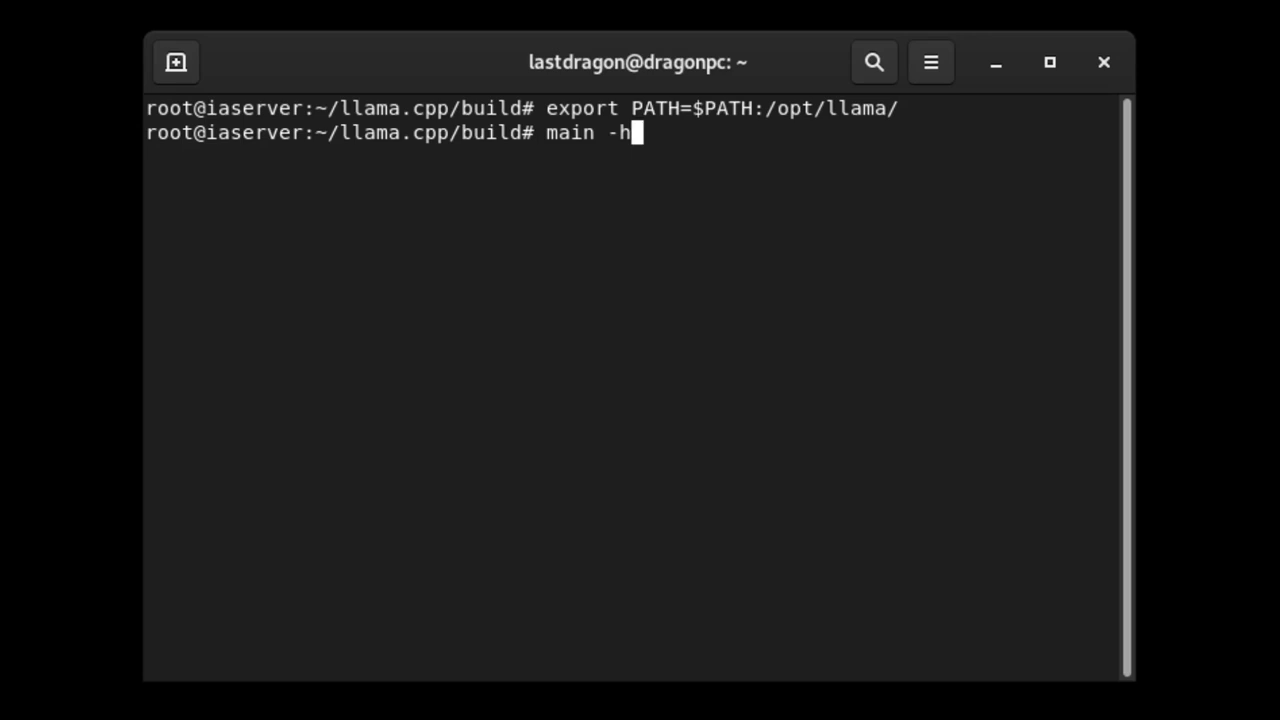 lastdragon@dragonpc: ~
root@iaserver:~/llama.cpp/build# export PATH=$PATH:/opt/llama/
root@iaserver:~/llama.cpp/build# main -h